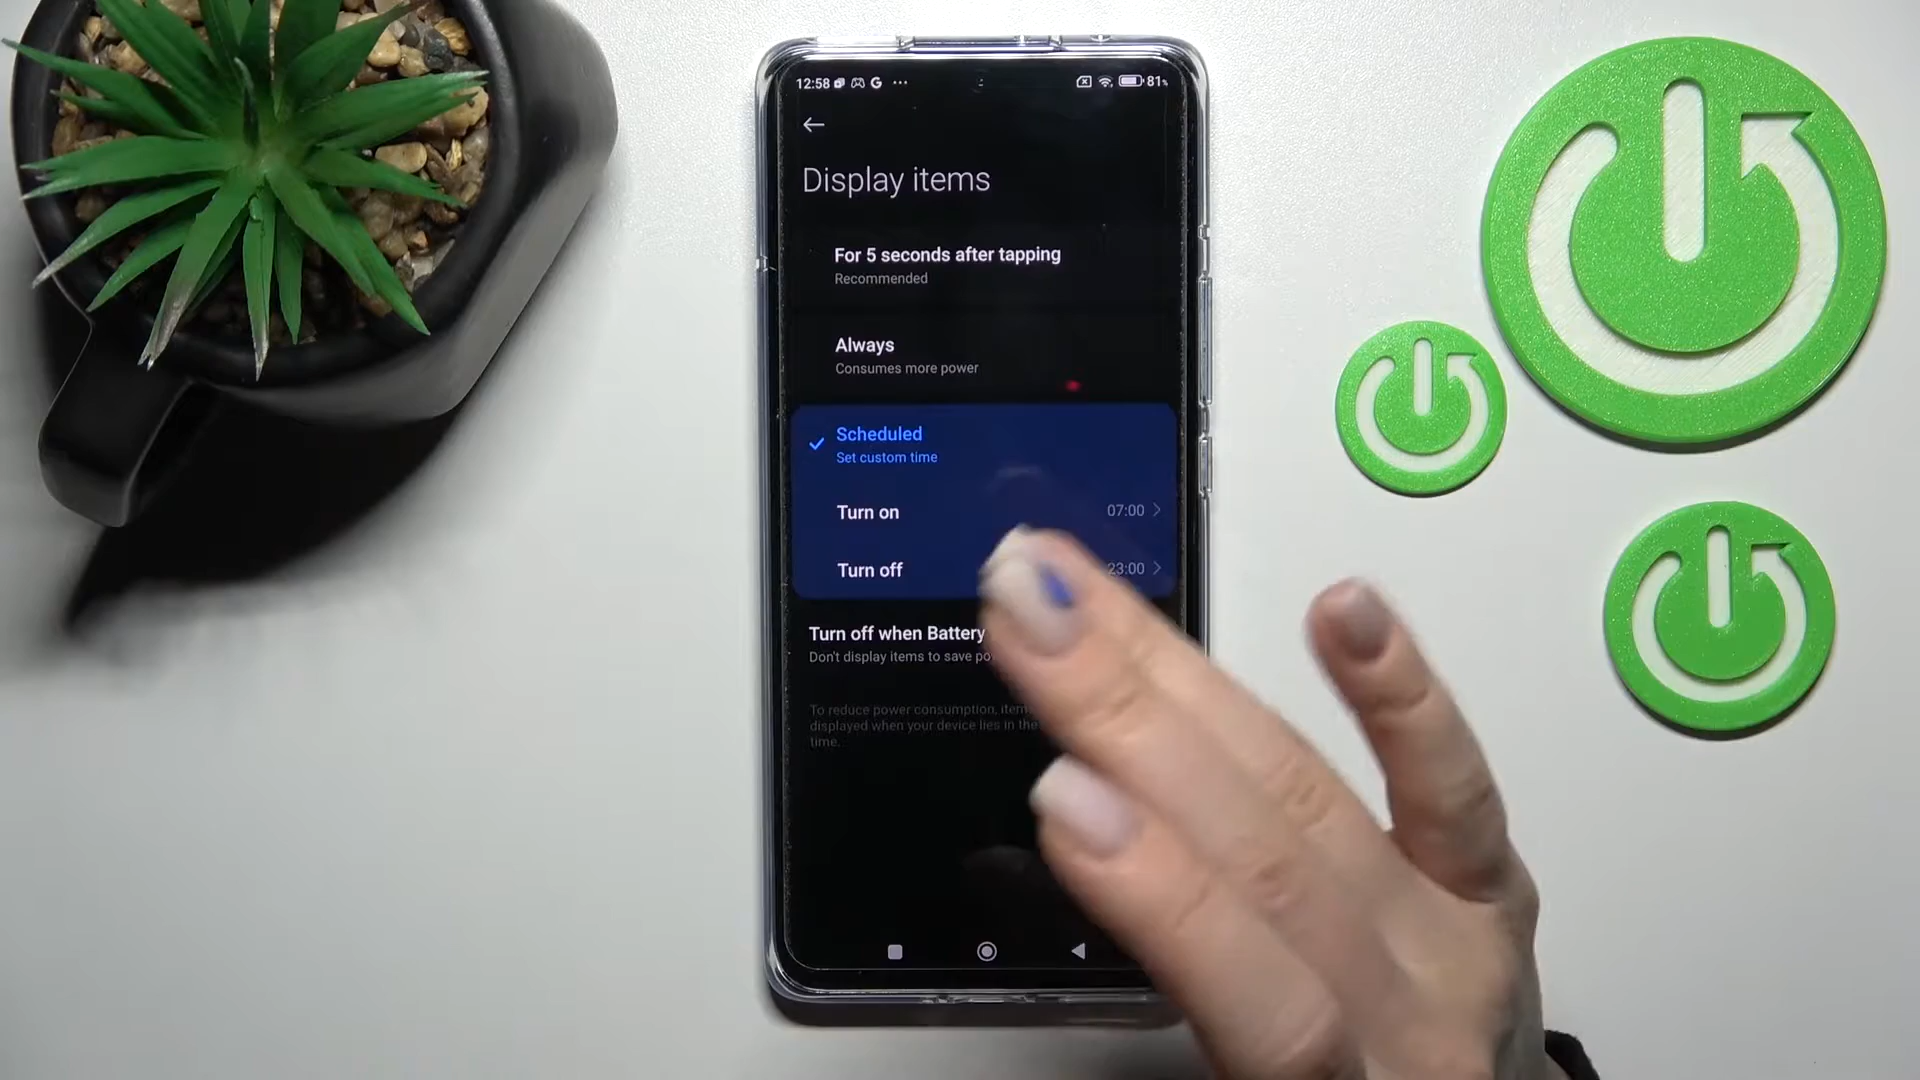 12:58 ... 81%
Display items
For 5 seconds after tapping
Recommended
Always
Consumes more power
Scheduled
Set custom time
Turn on 07:00
Turn off 23:00
Turn off when Battery
Don't display items to save
To reduce power consumption,
displayed when your device lies in the
time.